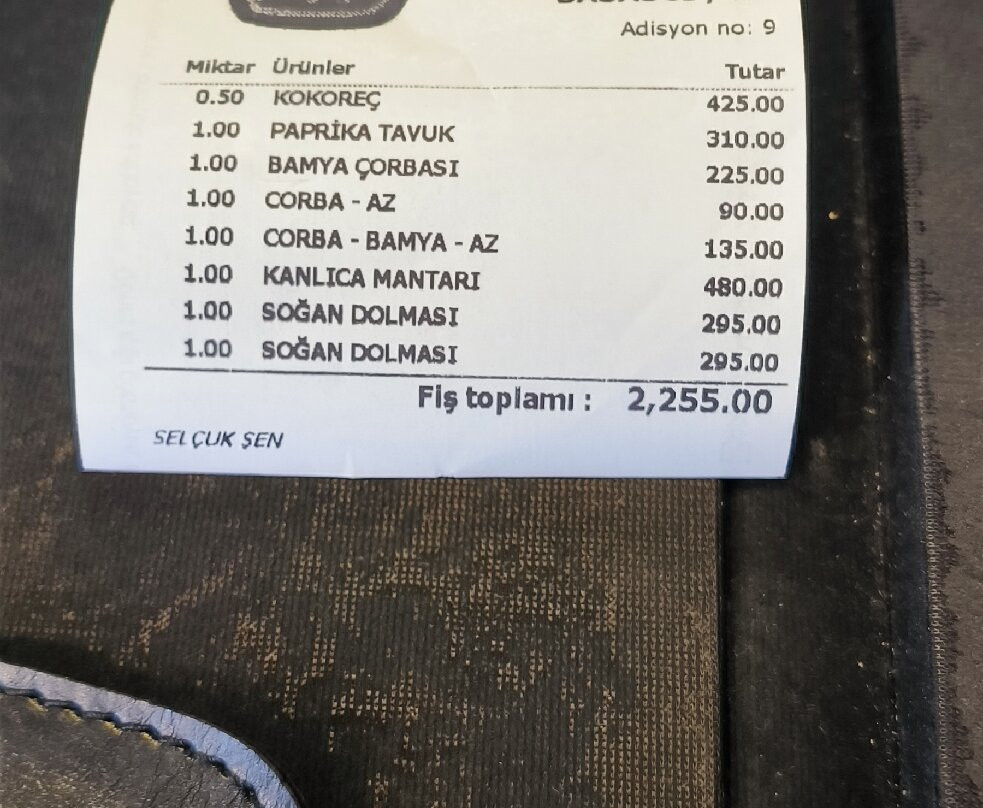 Adisyon no: 9
Miktar Ürünler Tutar
0.50 KOKOREÇ 425.00
1.00 PAPRİKA TAVUK 310.00
1.00 BAMYA ÇORBASI 225.00
1.00 CORBA - AZ 90.00
1.00 CORBA - BAMYA - AZ 135.00
1.00 KANLICA MANTARI 480.00
1.00 SOĞAN DOLMASI 295.00
1.00 SOĞAN DOLMASI 295.00
Fiş toplamı : 2,255.00
SELÇUK ŞEN